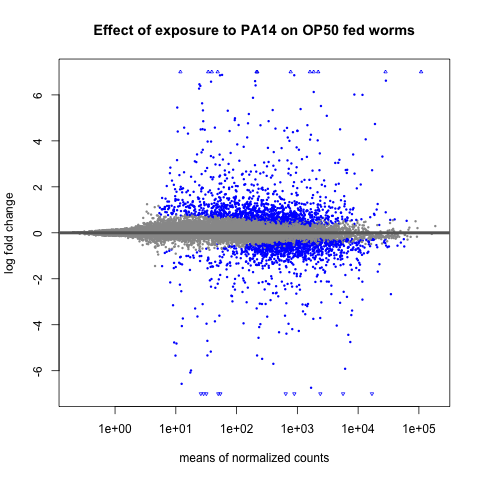 Effect of exposure to PA14 on OP50 fed worms
log fold change
6
4
2
0
-2
-4
-6
1e+00 1e+01 1e+02 1e+03 1e+04 1e+05
means of normalized counts